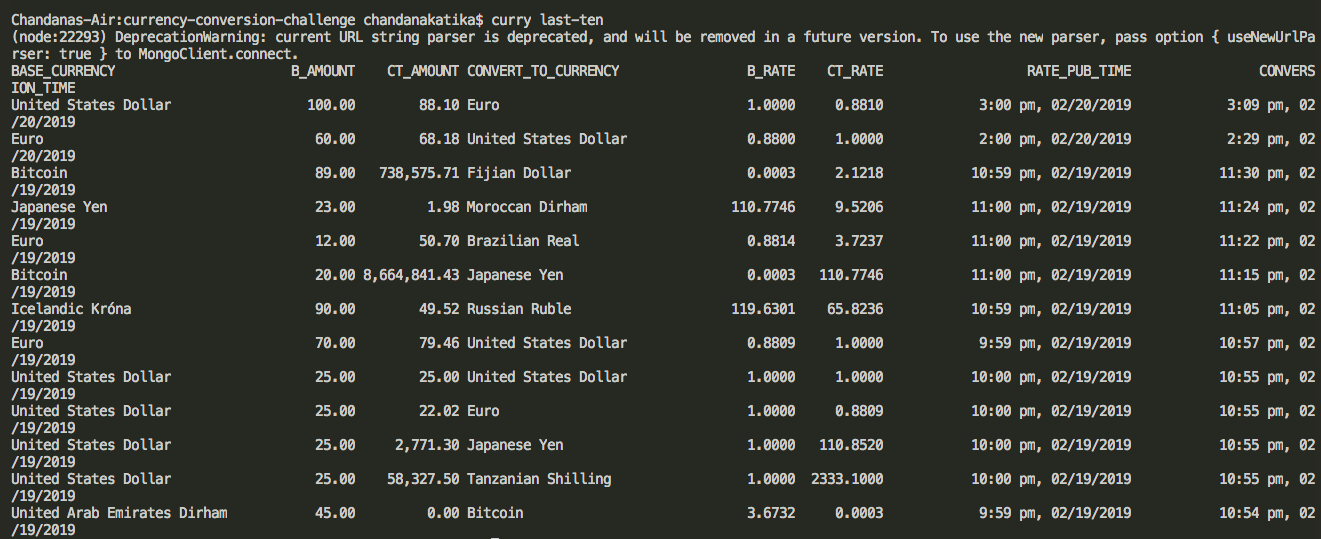 Chandanas-Air:currency-conversion-challenge chandanakatika$ curry last-ten
(node:22293) DeprecationWarning: current URL string parser is deprecated, and will be removed in a future version. To use the new parser, pass option { useNewUrlPa
rser: true } to MongoClient.connect.
BASE_CURRENCY B_AMOUNT CT_AMOUNT CONVERT_TO_CURRENCY B_RATE CT_RATE RATE_PUB_TIME CONVERS
ION_TIME
United States Dollar 100.00 88.10 Euro 1.0000 0.8810 3:00 pm, 02/20/2019 3:09 pm, 02
/20/2019
Euro 60.00 68.18 United States Dollar 0.8800 1.0000 2:00 pm, 02/20/2019 2:29 pm, 02
/20/2019
Bitcoin 89.00 738,575.71 Fijian Dollar 0.0003 2.1218 10:59 pm, 02/19/2019 11:30 pm, 02
/19/2019
Japanese Yen 23.00 1.98 Moroccan Dirham 110.7746 9.5206 11:00 pm, 02/19/2019 11:24 pm, 02
/19/2019
Euro 12.00 50.70 Brazilian Real 0.8814 3.7237 11:00 pm, 02/19/2019 11:22 pm, 02
/19/2019
Bitcoin 20.00 8,664,841.43 Japanese Yen 0.0003 110.7746 11:00 pm, 02/19/2019 11:15 pm, 02
/19/2019
Icelandic Króna 90.00 49.52 Russian Ruble 119.6301 65.8236 10:59 pm, 02/19/2019 11:05 pm, 02
/19/2019
Euro 70.00 79.46 United States Dollar 0.8809 1.0000 9:59 pm, 02/19/2019 10:57 pm, 02
/19/2019
United States Dollar 25.00 25.00 United States Dollar 1.0000 1.0000 10:00 pm, 02/19/2019 10:55 pm, 02
/19/2019
United States Dollar 25.00 22.02 Euro 1.0000 0.8809 10:00 pm, 02/19/2019 10:55 pm, 02
/19/2019
United States Dollar 25.00 2,771.30 Japanese Yen 1.0000 110.8520 10:00 pm, 02/19/2019 10:55 pm, 02
/19/2019
United States Dollar 25.00 58,327.50 Tanzanian Shilling 1.0000 2333.1000 10:00 pm, 02/19/2019 10:55 pm, 02
/19/2019
United Arab Emirates Dirham 45.00 0.00 Bitcoin 3.6732 0.0003 9:59 pm, 02/19/2019 10:54 pm, 02
/19/2019